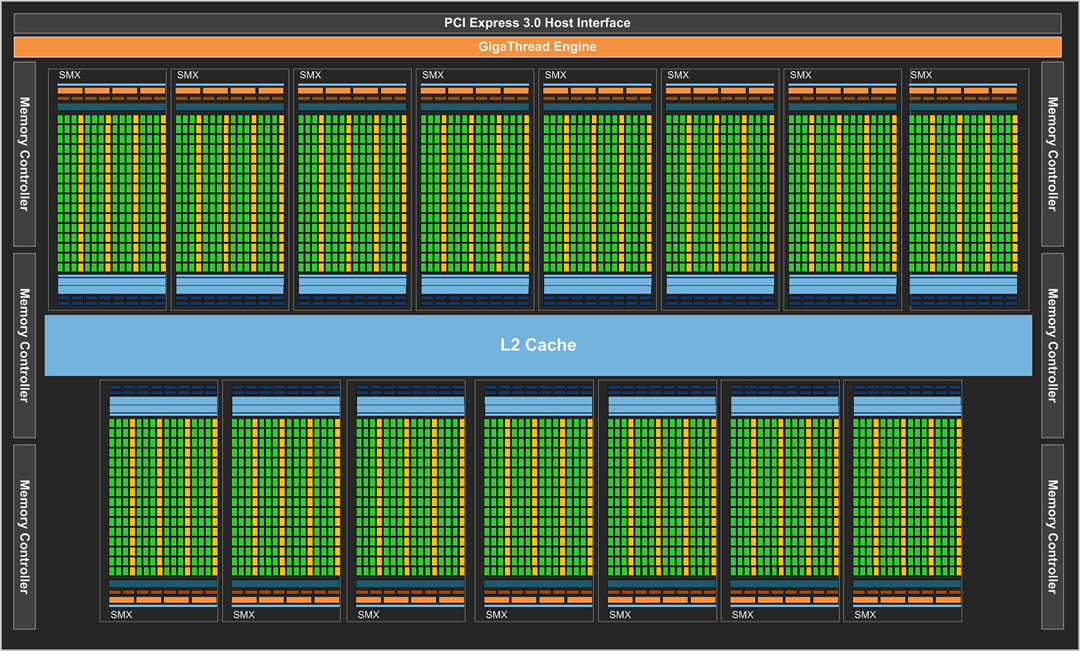 PCI Express 3.0 Host Interface
GigaThread Engine
SMX
SMX
SMX
SMX
SMX
SMX
SMX
SMX
Memory Controller
Memory Controller
Memory Controller
Memory Controller
L2 Cache
Memory Controller
Memory Controller
SMX
SMX
SMX
SMX
SMX
SMX
SMX